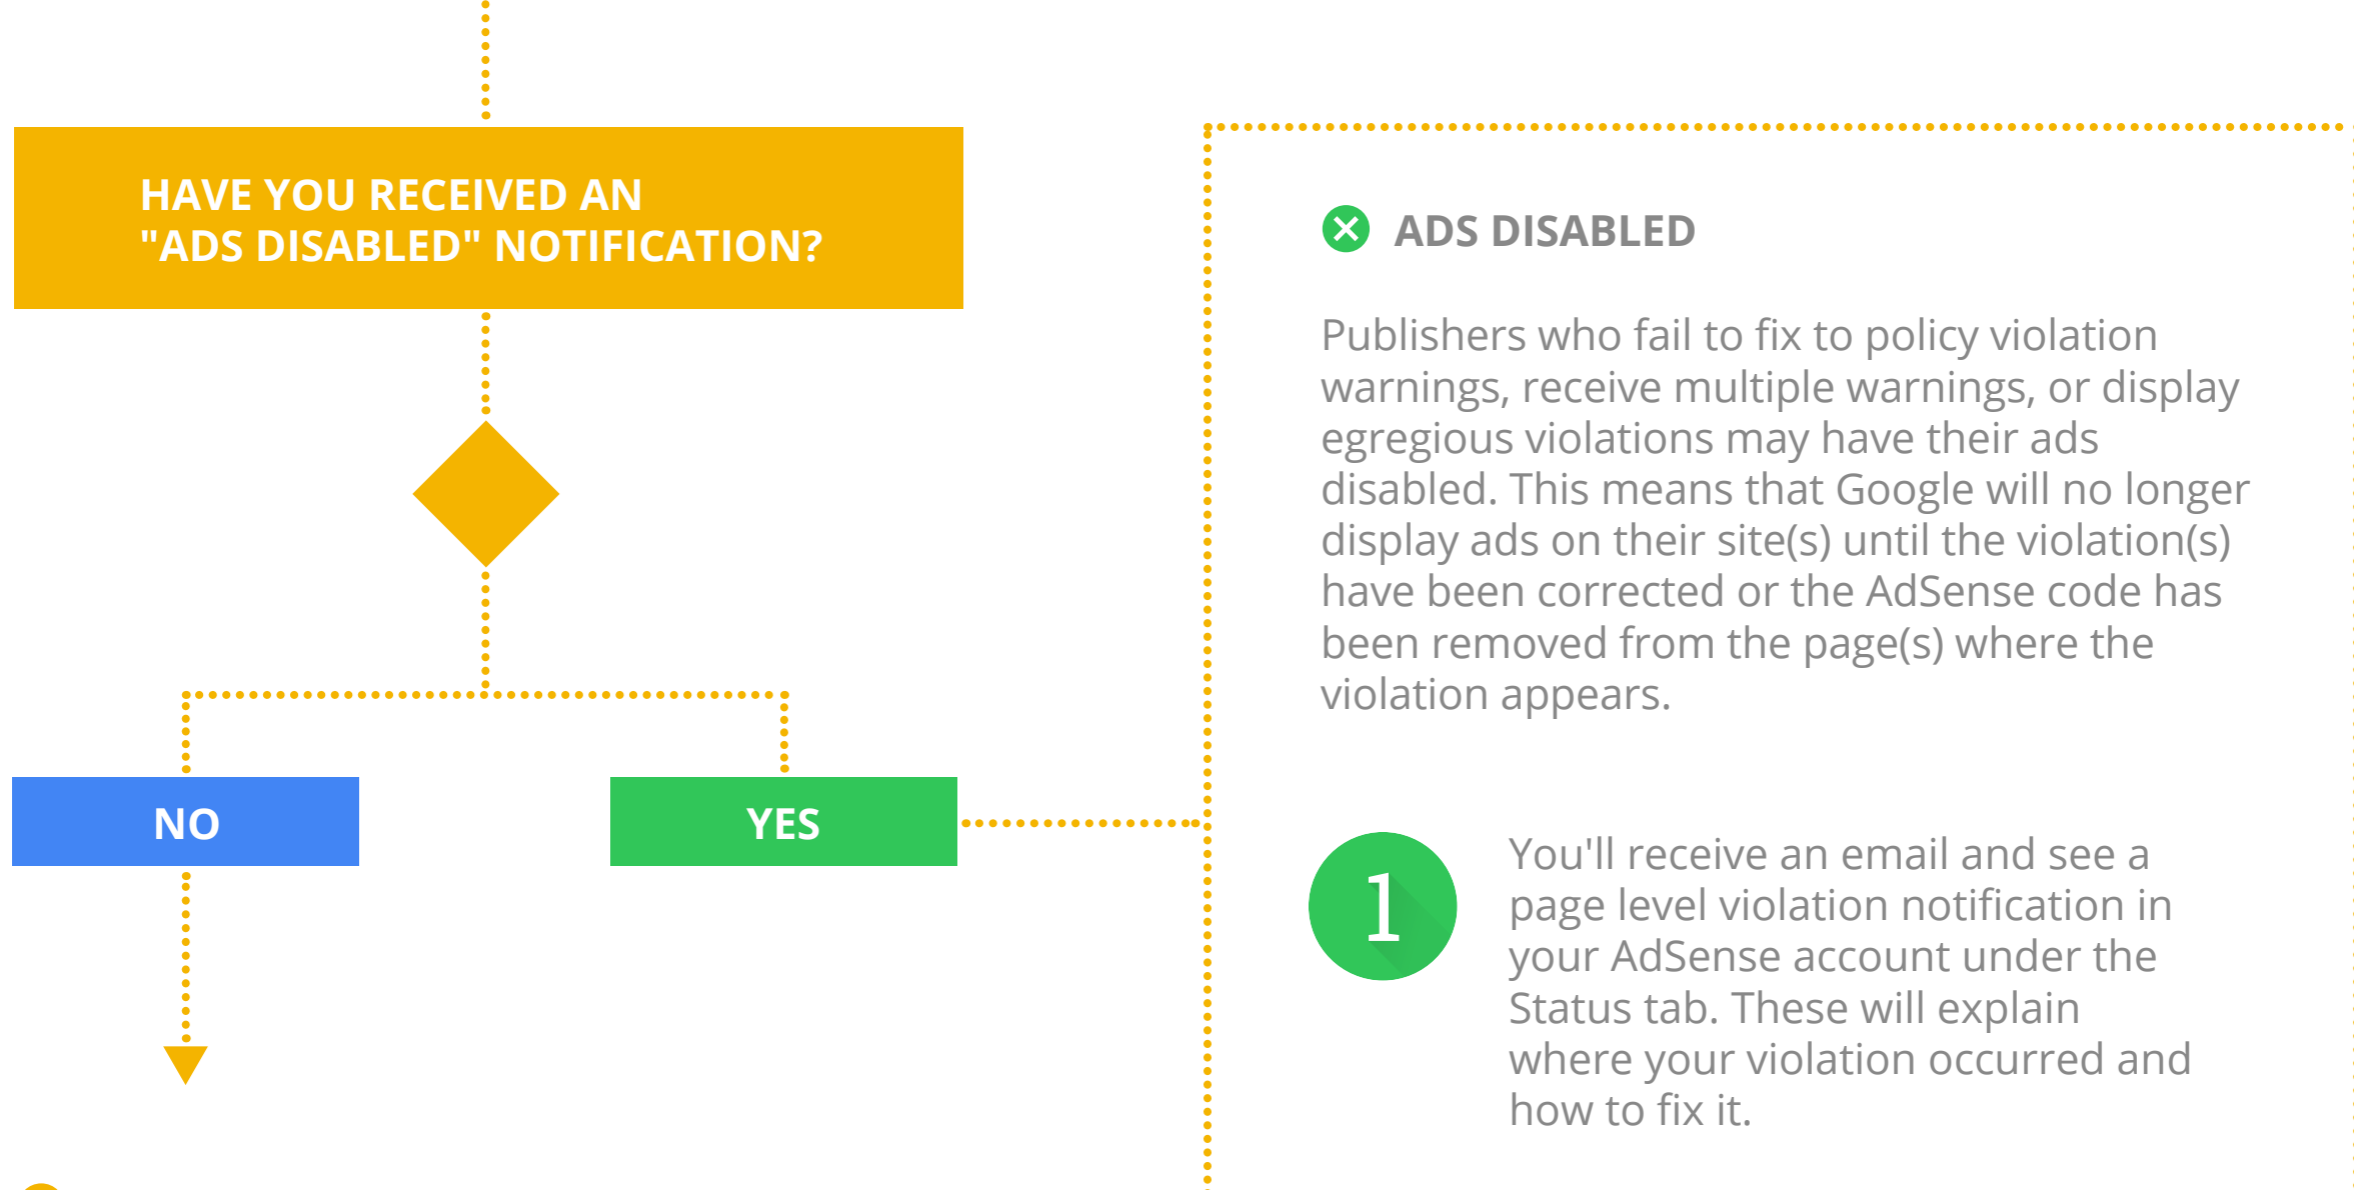 HAVE YOU RECEIVED AN
"ADS DISABLED" NOTIFICATION?
NO
YES
ADS DISABLED
Publishers who fail to fix to policy violation
warnings, receive multiple warnings, or display
egregious violations may have their ads
disabled. This means that Google will no longer
display ads on their site(s) until the violation(s)
have been corrected or the AdSense code has
been removed from the page(s) where the
violation appears.
1
You'll receive an email and see a
page level violation notification in
your AdSense account under the
Status tab. These will explain
where your violation occurred and
how to fix it.